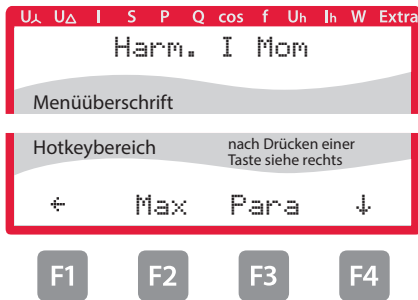 U⅄ U∆ I S P Q cos f Uh Ih W Extra
Harm. I Mom
Menüüberschrift
Hotkeybereich nach Drücken einer
Taste siehe rechts
← Max Para ↓
F1 F2 F3 F4